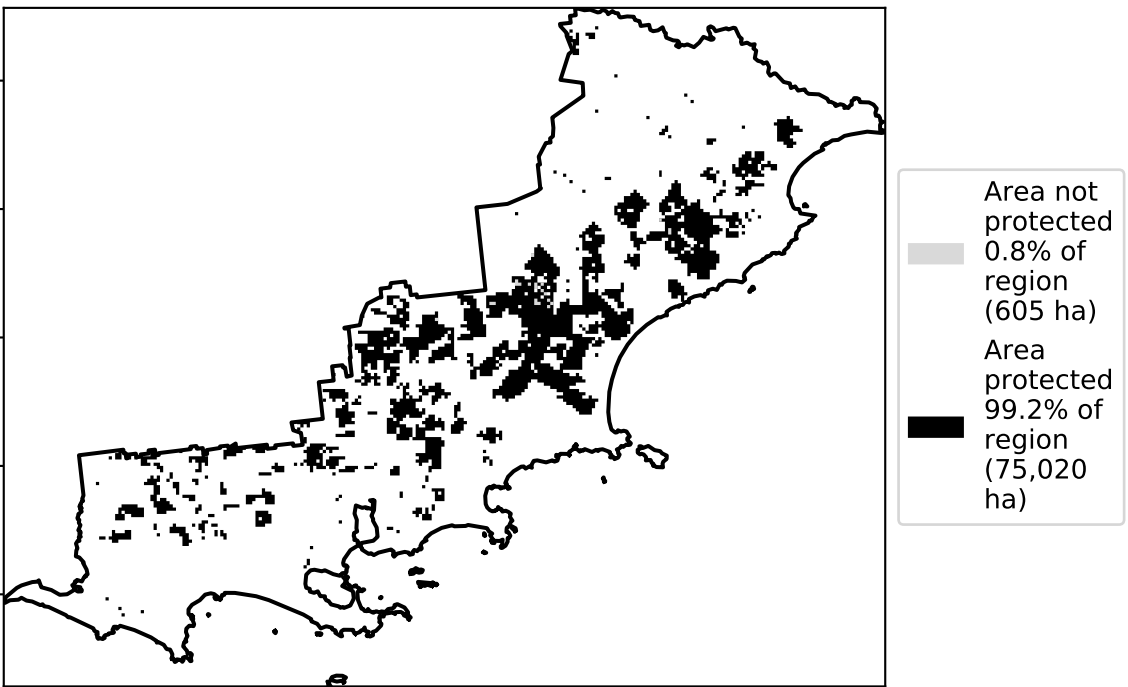 Area not
protected
0.8% of
region
(605 ha)
Area
protected
99.2% of
region
(75,020
ha)